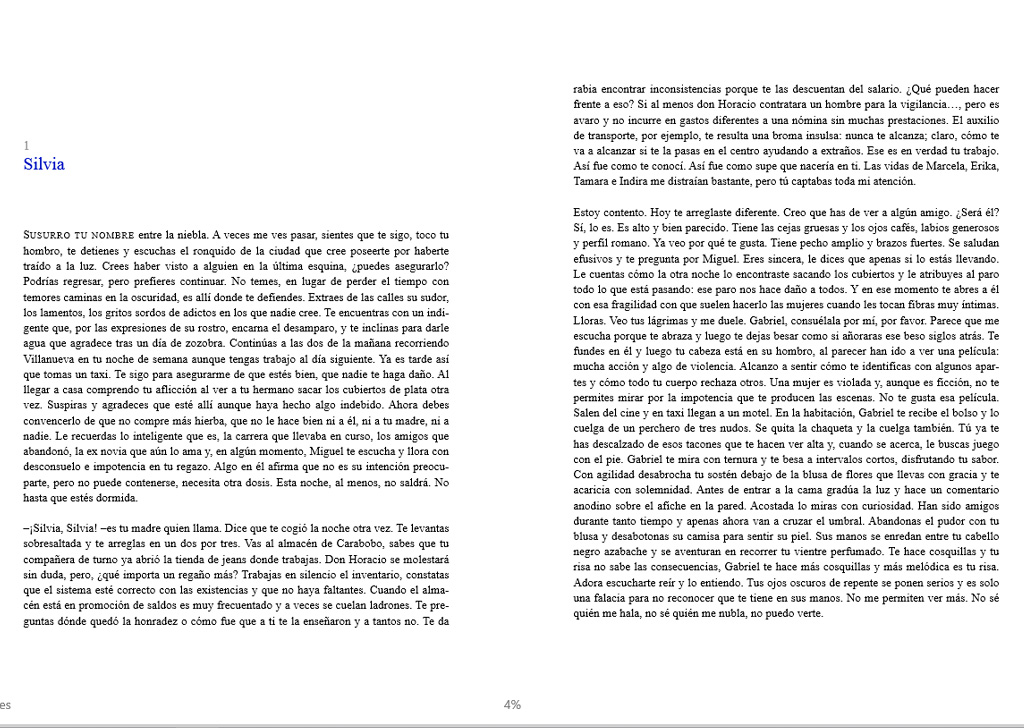 1
Silvia
SUSURRO TU NOMBRE entre la niebla. A veces me ves pasar, sientes que te sigo, toco tu
hombro, te detienes y escuchas el ronquido de la ciudad que cree poseerte por haberte
traído a la luz. Crees haber visto a alguien en la última esquina, ¿puedes asegurarlo?
Podrías regresar, pero prefieres continuar. No temes, en lugar de perder el tiempo con
temores caminas en la oscuridad, es allí donde te defiendes. Extraes de las calles su sudor,
los lamentos, los gritos sordos de adictos en los que nadie cree. Te encuentras con un indi-
gente que, por las expresiones de su rostro, encarna el desamparo, y te inclinas para darle
agua que agradece tras un día de zozobra. Continúas a las dos de la mañana recorriendo
Villanueva en tu noche de semana aunque tengas trabajo al día siguiente. Ya es tarde así
que tomas un taxi. Te sigo para asegurarme de que estés bien, que nadie te haga daño. Al
llegar a casa comprendo tu aflicción al ver a tu hermano sacar los cubiertos de plata otra
vez. Suspiras y agradeces que esté allí aunque haya hecho algo indebido. Ahora debes
convencerlo de que no compre más hierba, que no le hace bien ni a él, ni a tu madre, ni a
nadie. Le recuerdas lo inteligente que es, la carrera que llevaba en curso, los amigos que
abandonó, la ex novia que aún lo ama y, en algún momento, Miguel te escucha y llora con
desconsuelo e impotencia en tu regazo. Algo en él afirma que no es su intención preocu-
parte, pero no puede contenerse, necesita otra dosis. Esta noche, al menos, no saldrá. No
hasta que estés dormida.
–¡Silvia, Silvia! –es tu madre quien llama. Dice que te cogió la noche otra vez. Te levantas
sobresaltada y te arreglas en un dos por tres. Vas al almacén de Carabobo, sabes que tu
compañera de turno ya abrió la tienda de jeans donde trabajas. Don Horacio se molestará
sin duda, pero, ¿qué importa un regaño más? Trabajas en silencio el inventario, constatas
que el sistema esté correcto con las existencias y que no haya faltantes. Cuando el alma-
cén está en promoción de saldos es muy frecuentado y a veces se cuelan ladrones. Te pre-
guntas dónde quedó la honradez o cómo fue que a ti te la enseñaron y a tantos no. Te da
rabia encontrar inconsistencias porque te las descuentan del salario. ¿Qué pueden hacer
frente a eso? Si al menos don Horacio contratara un hombre para la vigilancia…, pero es
avaro y no incurre en gastos diferentes a una nómina sin muchas prestaciones. El auxilio
de transporte, por ejemplo, te resulta una broma insulsa: nunca te alcanza; claro, cómo te
va a alcanzar si te la pasas en el centro ayudando a extraños. Ese es en verdad tu trabajo.
Así fue como te conocí. Así fue como supe que nacería en ti. Las vidas de Marcela, Erika,
Tamara e Indira me distraían bastante, pero tú captabas toda mi atención.
Estoy contento. Hoy te arreglaste diferente. Creo que has de ver a algún amigo. ¿Será él?
Sí, lo es. Es alto y bien parecido. Tiene las cejas gruesas y los ojos cafés, labios generosos
y perfil romano. Ya veo por qué te gusta. Tiene pecho amplio y brazos fuertes. Se saludan
efusivos y te pregunta por Miguel. Eres sincera, le dices que apenas si lo estás llevando.
Le cuentas cómo la otra noche lo encontraste sacando los cubiertos y le atribuyes al paro
todo lo que está pasando: ese paro nos hace daño a todos. Y en ese momento te abres a él
con esa fragilidad con que suelen hacerlo las mujeres cuando les tocan fibras muy íntimas.
Lloras. Veo tus lágrimas y me duele. Gabriel, consuélala por mí, por favor. Parece que me
escucha porque te abraza y luego te dejas besar como si añoraras ese beso siglos atrás. Te
fundes en él y luego tu cabeza está en su hombro, al parecer han ido a ver una película:
mucha acción y algo de violencia. Alcanzo a sentir cómo te identificas con algunos apar-
tes y cómo todo tu cuerpo rechaza otros. Una mujer es violada y, aunque es ficción, no te
permites mirar por la impotencia que te producen las escenas. No te gusta esa película.
Salen del cine y en taxi llegan a un motel. En la habitación, Gabriel te recibe el bolso y lo
cuelga de un perchero de tres nudos. Se quita la chaqueta y la cuelga también. Tú ya te
has descalzado de esos tacones que te hacen ver alta y, cuando se acerca, le buscas juego
con el pie. Gabriel te mira con ternura y te besa a intervalos cortos, disfrutando tu sabor.
Con agilidad desabrocha tu sostén debajo de la blusa de flores que llevas con gracia y te
acaricia con solemnidad. Antes de entrar a la cama gradúa la luz y hace un comentario
anodino sobre el afiche en la pared. Acostada lo miras con curiosidad. Han sido amigos
durante tanto tiempo y apenas ahora van a cruzar el umbral. Abandonas el pudor con tu
blusa y desabotonas su camisa para sentir su piel. Sus manos se enredan entre tu cabello
negro azabache y se aventuran en recorrer tu vientre perfumado. Te hace cosquillas y tu
risa no sabe las consecuencias, Gabriel te hace más cosquillas y más melódica es tu risa.
Adora escucharte reír y lo entiendo. Tus ojos oscuros de repente se ponen serios y es solo
una falacia para no reconocer que te tiene en sus manos. No me permiten ver más. No sé
quién me hala, no sé quién me nubla, no puedo verte.
es
4%